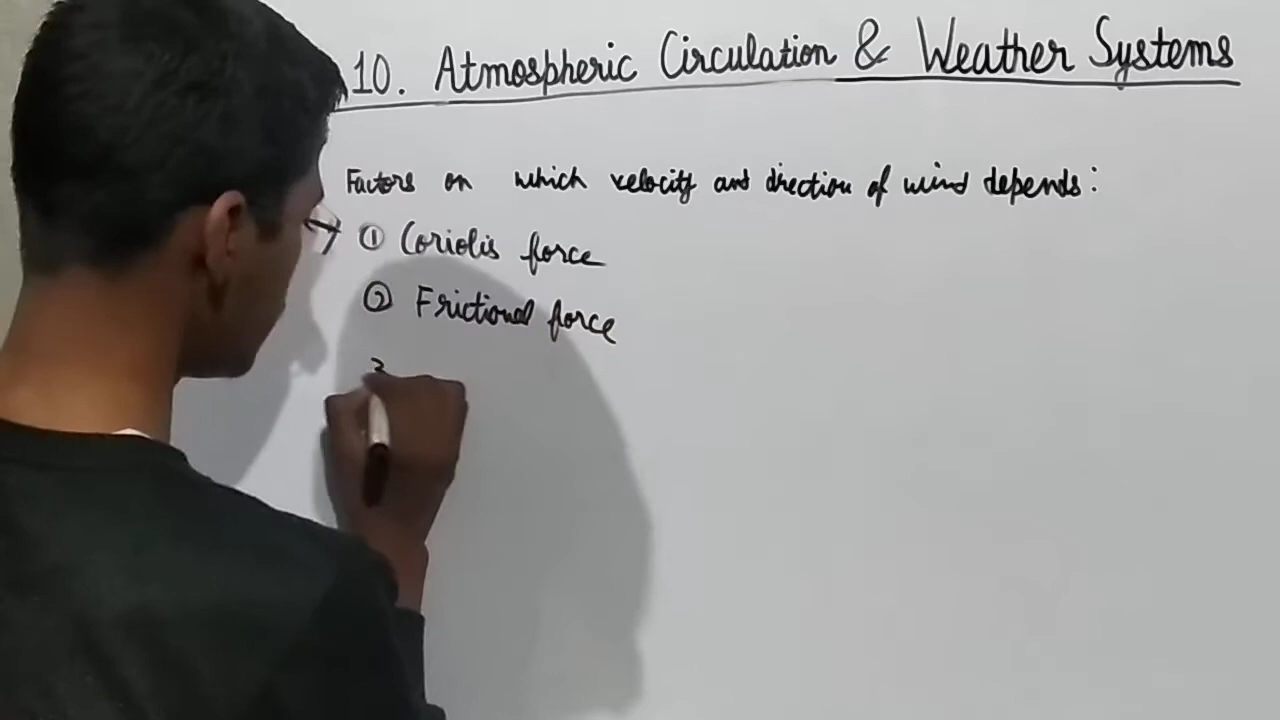 10. Atmospheric Circulation & Weather Systems
Factors on which velocity and direction of wind depends:
→ ① Coriolis force
② Frictional force
3